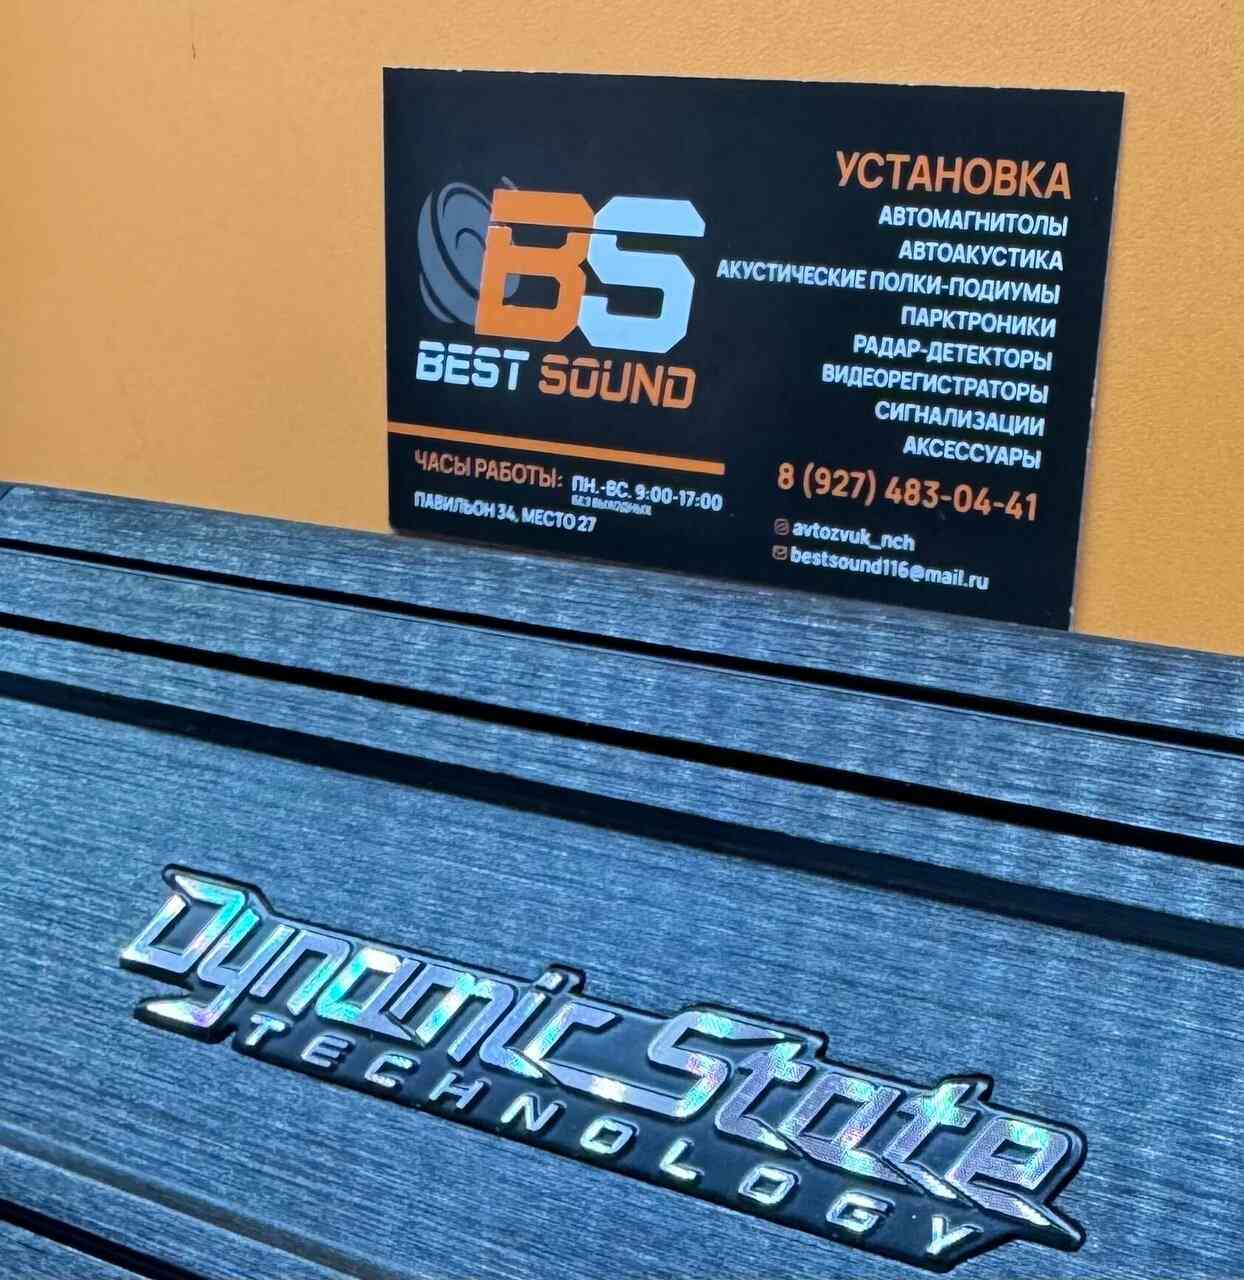 BS
BEST SOUND
ЧАСЫ РАБОТЫ: ПН.-ВС. 9:00-17:00
БЕЗ ВЫХОДНЫХ
ПАВИЛЬОН 34, МЕСТО 27
УСТАНОВКА
АВТОМАГНИТОЛЫ
АВТОАКУСТИКА
АКУСТИЧЕСКИЕ ПОЛКИ-ПОДИУМЫ
ПАРКТРОНИКИ
РАДАР-ДЕТЕКТОРЫ
ВИДЕОРЕГИСТРАТОРЫ
СИГНАЛИЗАЦИИ
АКСЕССУАРЫ
8 (927) 483-04-41
avtozvuk_nch
bestsound116@mail.ru
Dynamic State
TECHNOLOGY